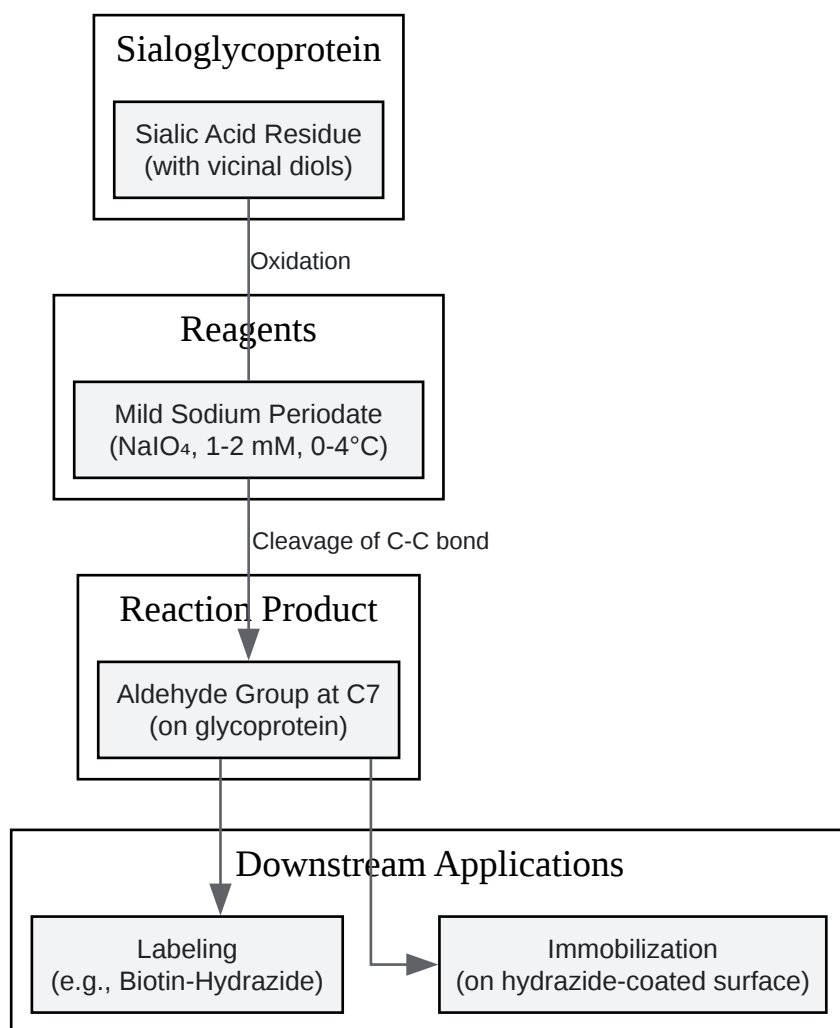 Sialoglycoprotein
Sialic Acid Residue
(with vicinal diols)
Oxidation
Reagents
Mild Sodium Periodate
(NaIO₄, 1-2 mM, 0-4°C)
Cleavage of C-C bond
Reaction Product
Aldehyde Group at C7
(on glycoprotein)
Downstream Applications
Labeling
(e.g., Biotin-Hydrazide)
Immobilization
(on hydrazide-coated surface)